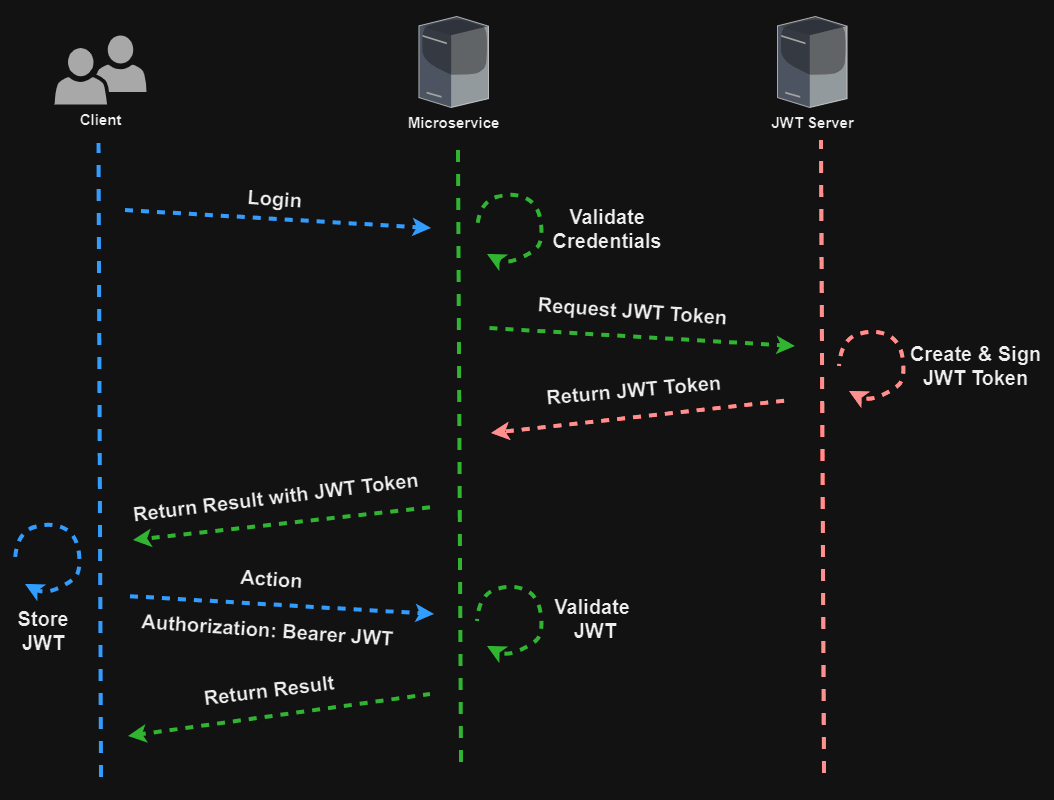 Client
Microservice
JWT Server
Login
Validate
Credentials
Request JWT Token
Create & Sign
JWT Token
Return JWT Token
Return Result with JWT Token
Store
JWT
Action
Authorization: Bearer JWT
Validate
JWT
Return Result